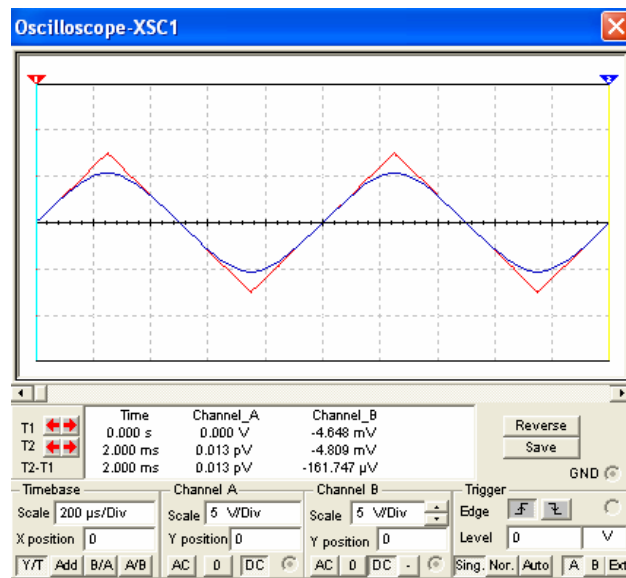 Oscilloscope-XSC1
1 2
Time Channel_A Channel_B
T1 0.000 s 0.000 V -4.648 mV
T2 2.000 ms 0.013 pV -4.809 mV
T2-T1 2.000 ms 0.013 pV -161.747 µV
Reverse
Save
GND
Timebase Channel A Channel B Trigger
Scale 200 µs/Div Scale 5 V/Div Scale 5 V/Div Edge
X position 0 Y position 0 Y position 0 Level 0 V
Y/T Add B/A A/B AC 0 DC AC 0 DC - Sing. Nor. Auto A B Ext